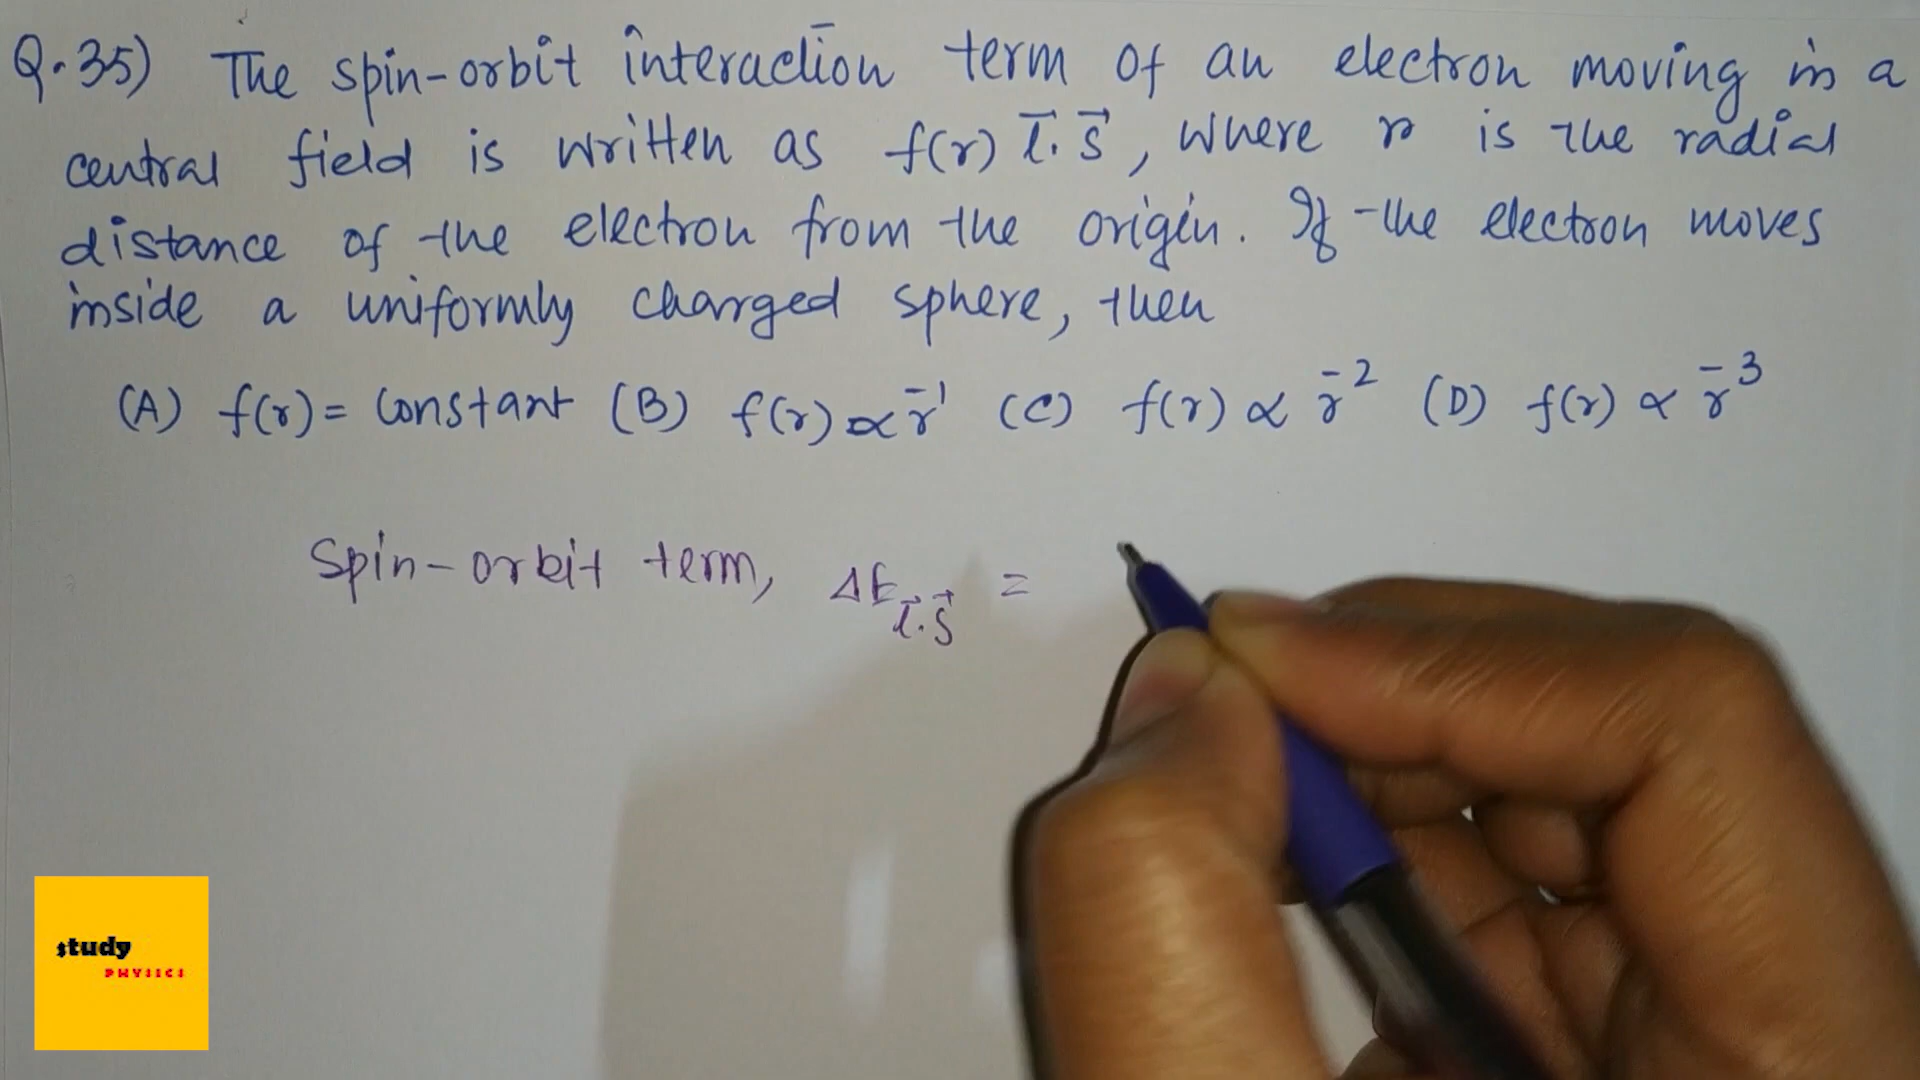 Q.35) The spin-orbit interaction term of an electron moving in a
central field is written as f(r) l⃗.s⃗, where r is the radial
distance of the electron from the origin. If the electron moves
inside a uniformly charged sphere, then
(A) f(r) = constant (B) f(r) ∝ r⁻¹ (C) f(r) ∝ r⁻² (D) f(r) ∝ r⁻³
Spin-orbit term, ΔE_l⃗.s⃗ =
study
PHYSICS